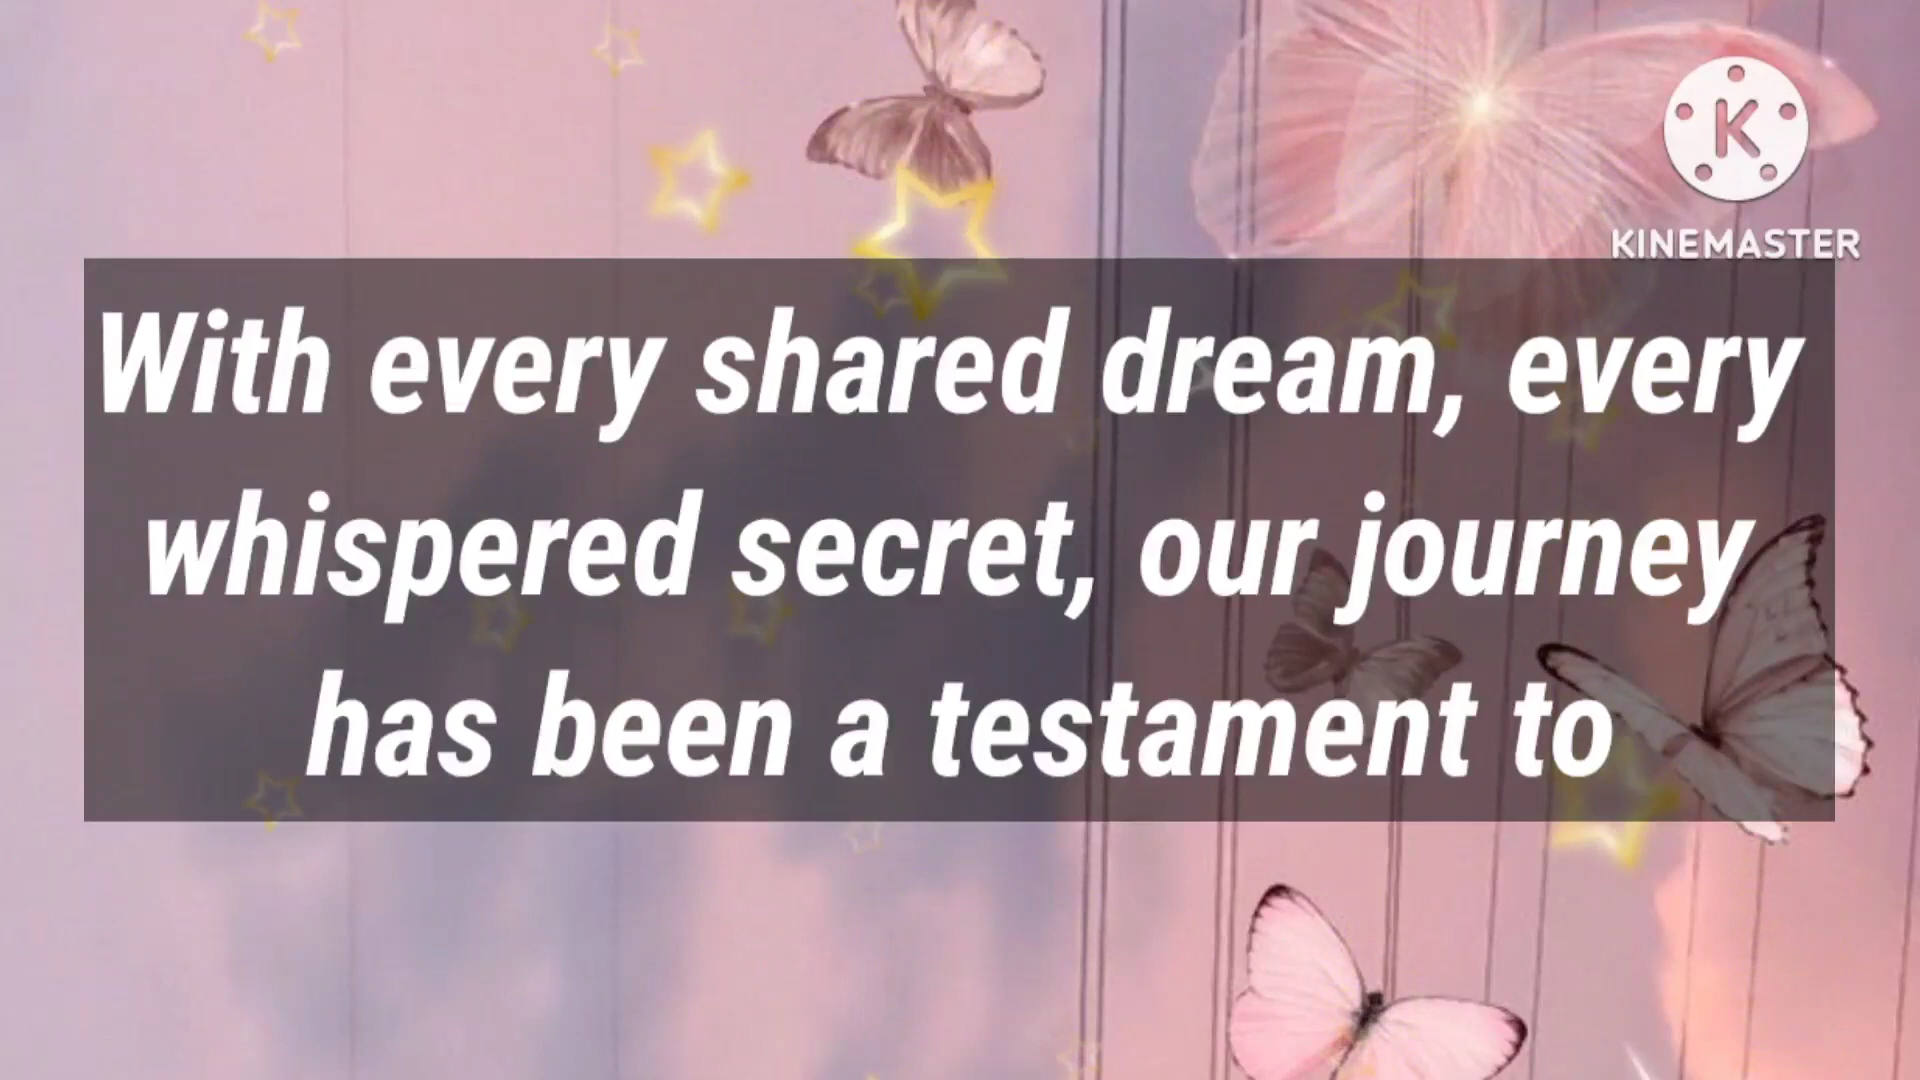 K
KINEMASTER
With every shared dream, every
whispered secret, our journey
has been a testament to